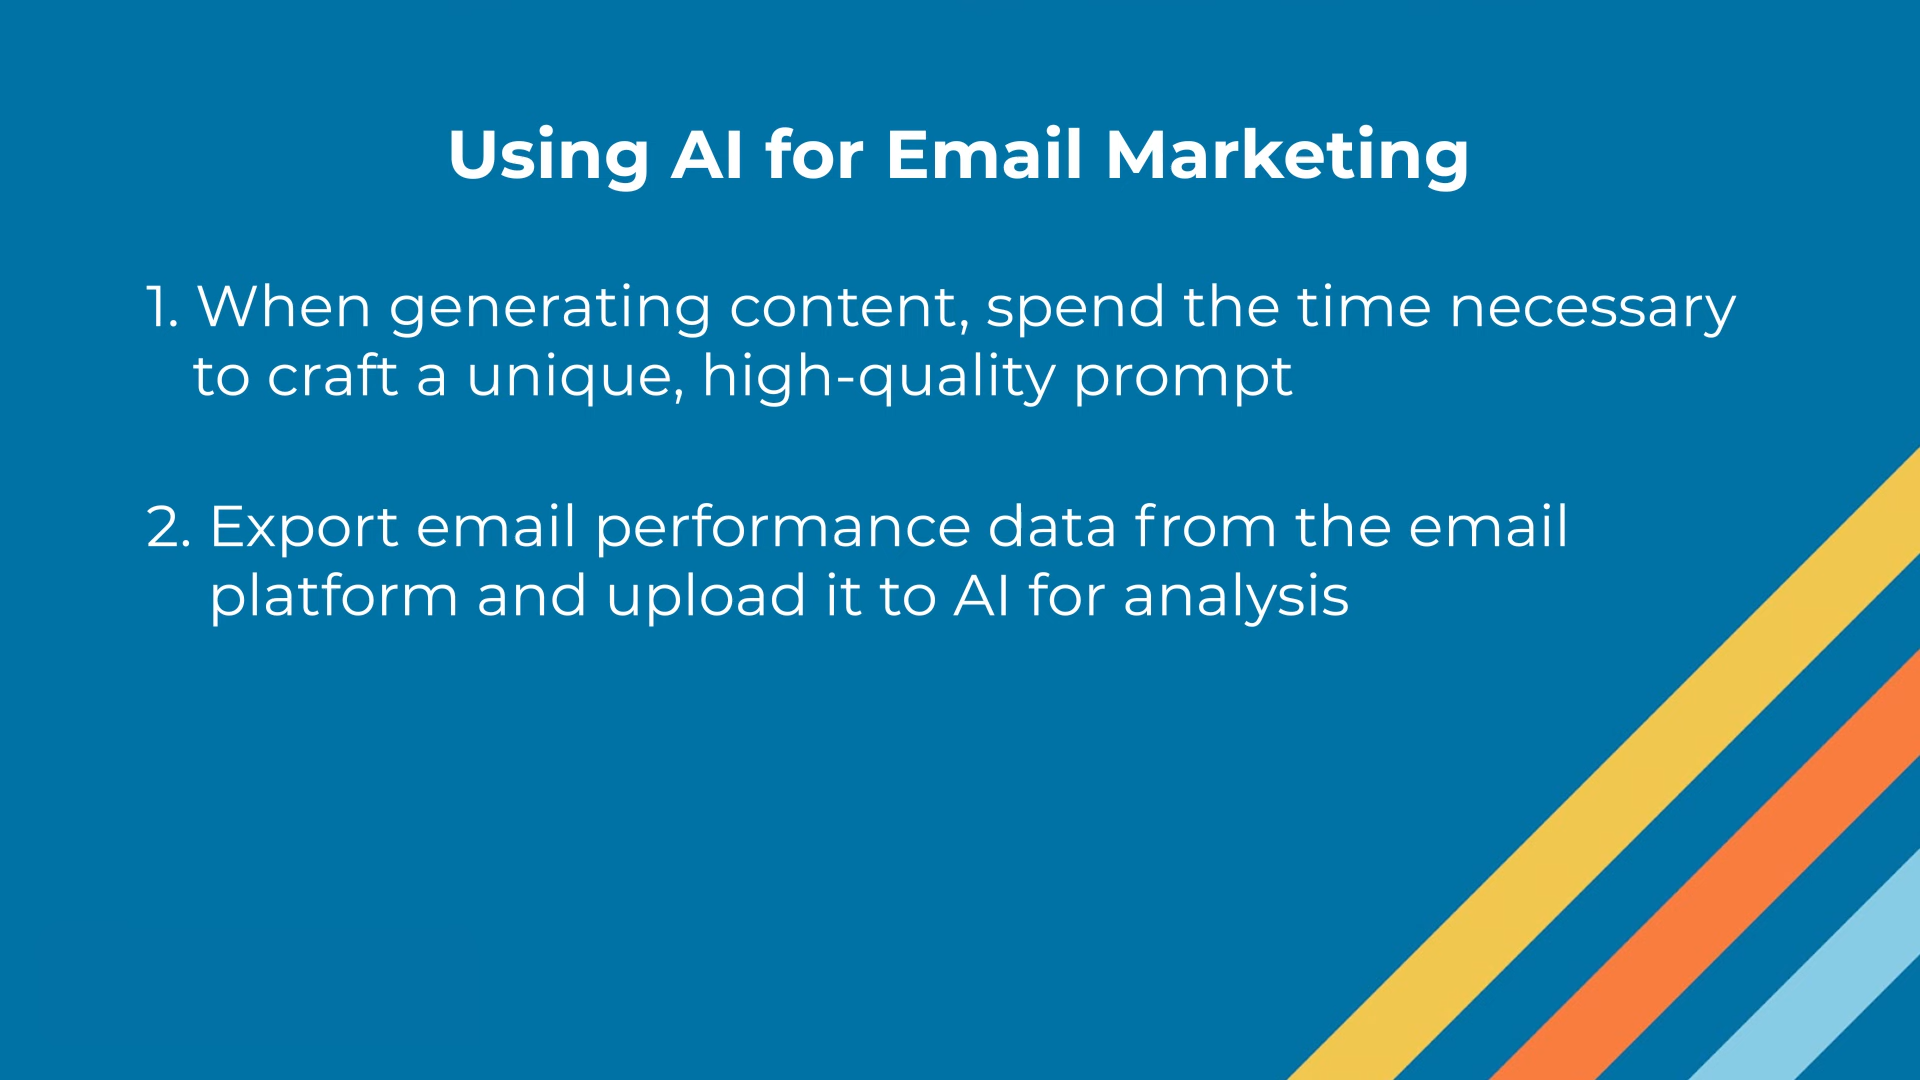 Using AI for Email Marketing
1. When generating content, spend the time necessary
to craft a unique, high-quality prompt
2. Export email performance data from the email
platform and upload it to AI for analysis